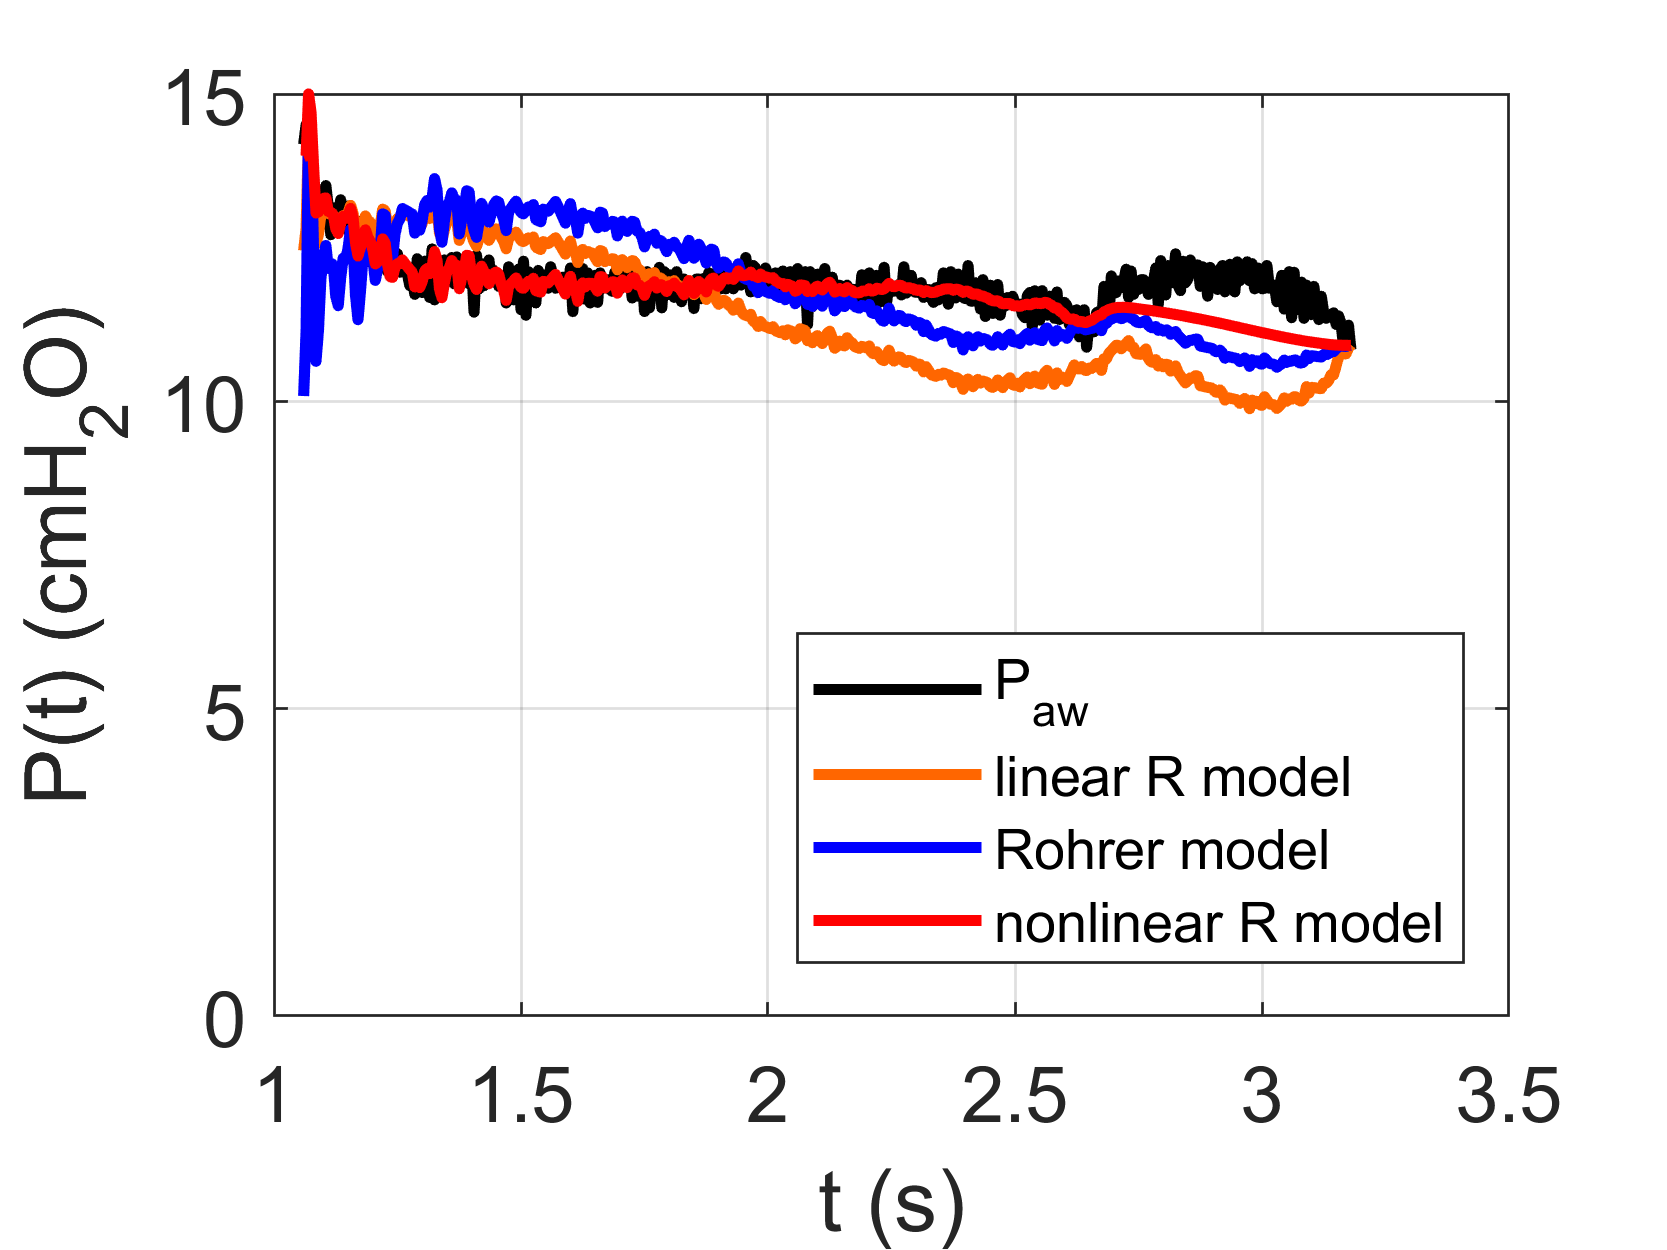 P(t) (cmH2O)
15
10
5
0
1 1.5 2 2.5 3 3.5
t (s)
Paw
linear R model
Rohrer model
nonlinear R model